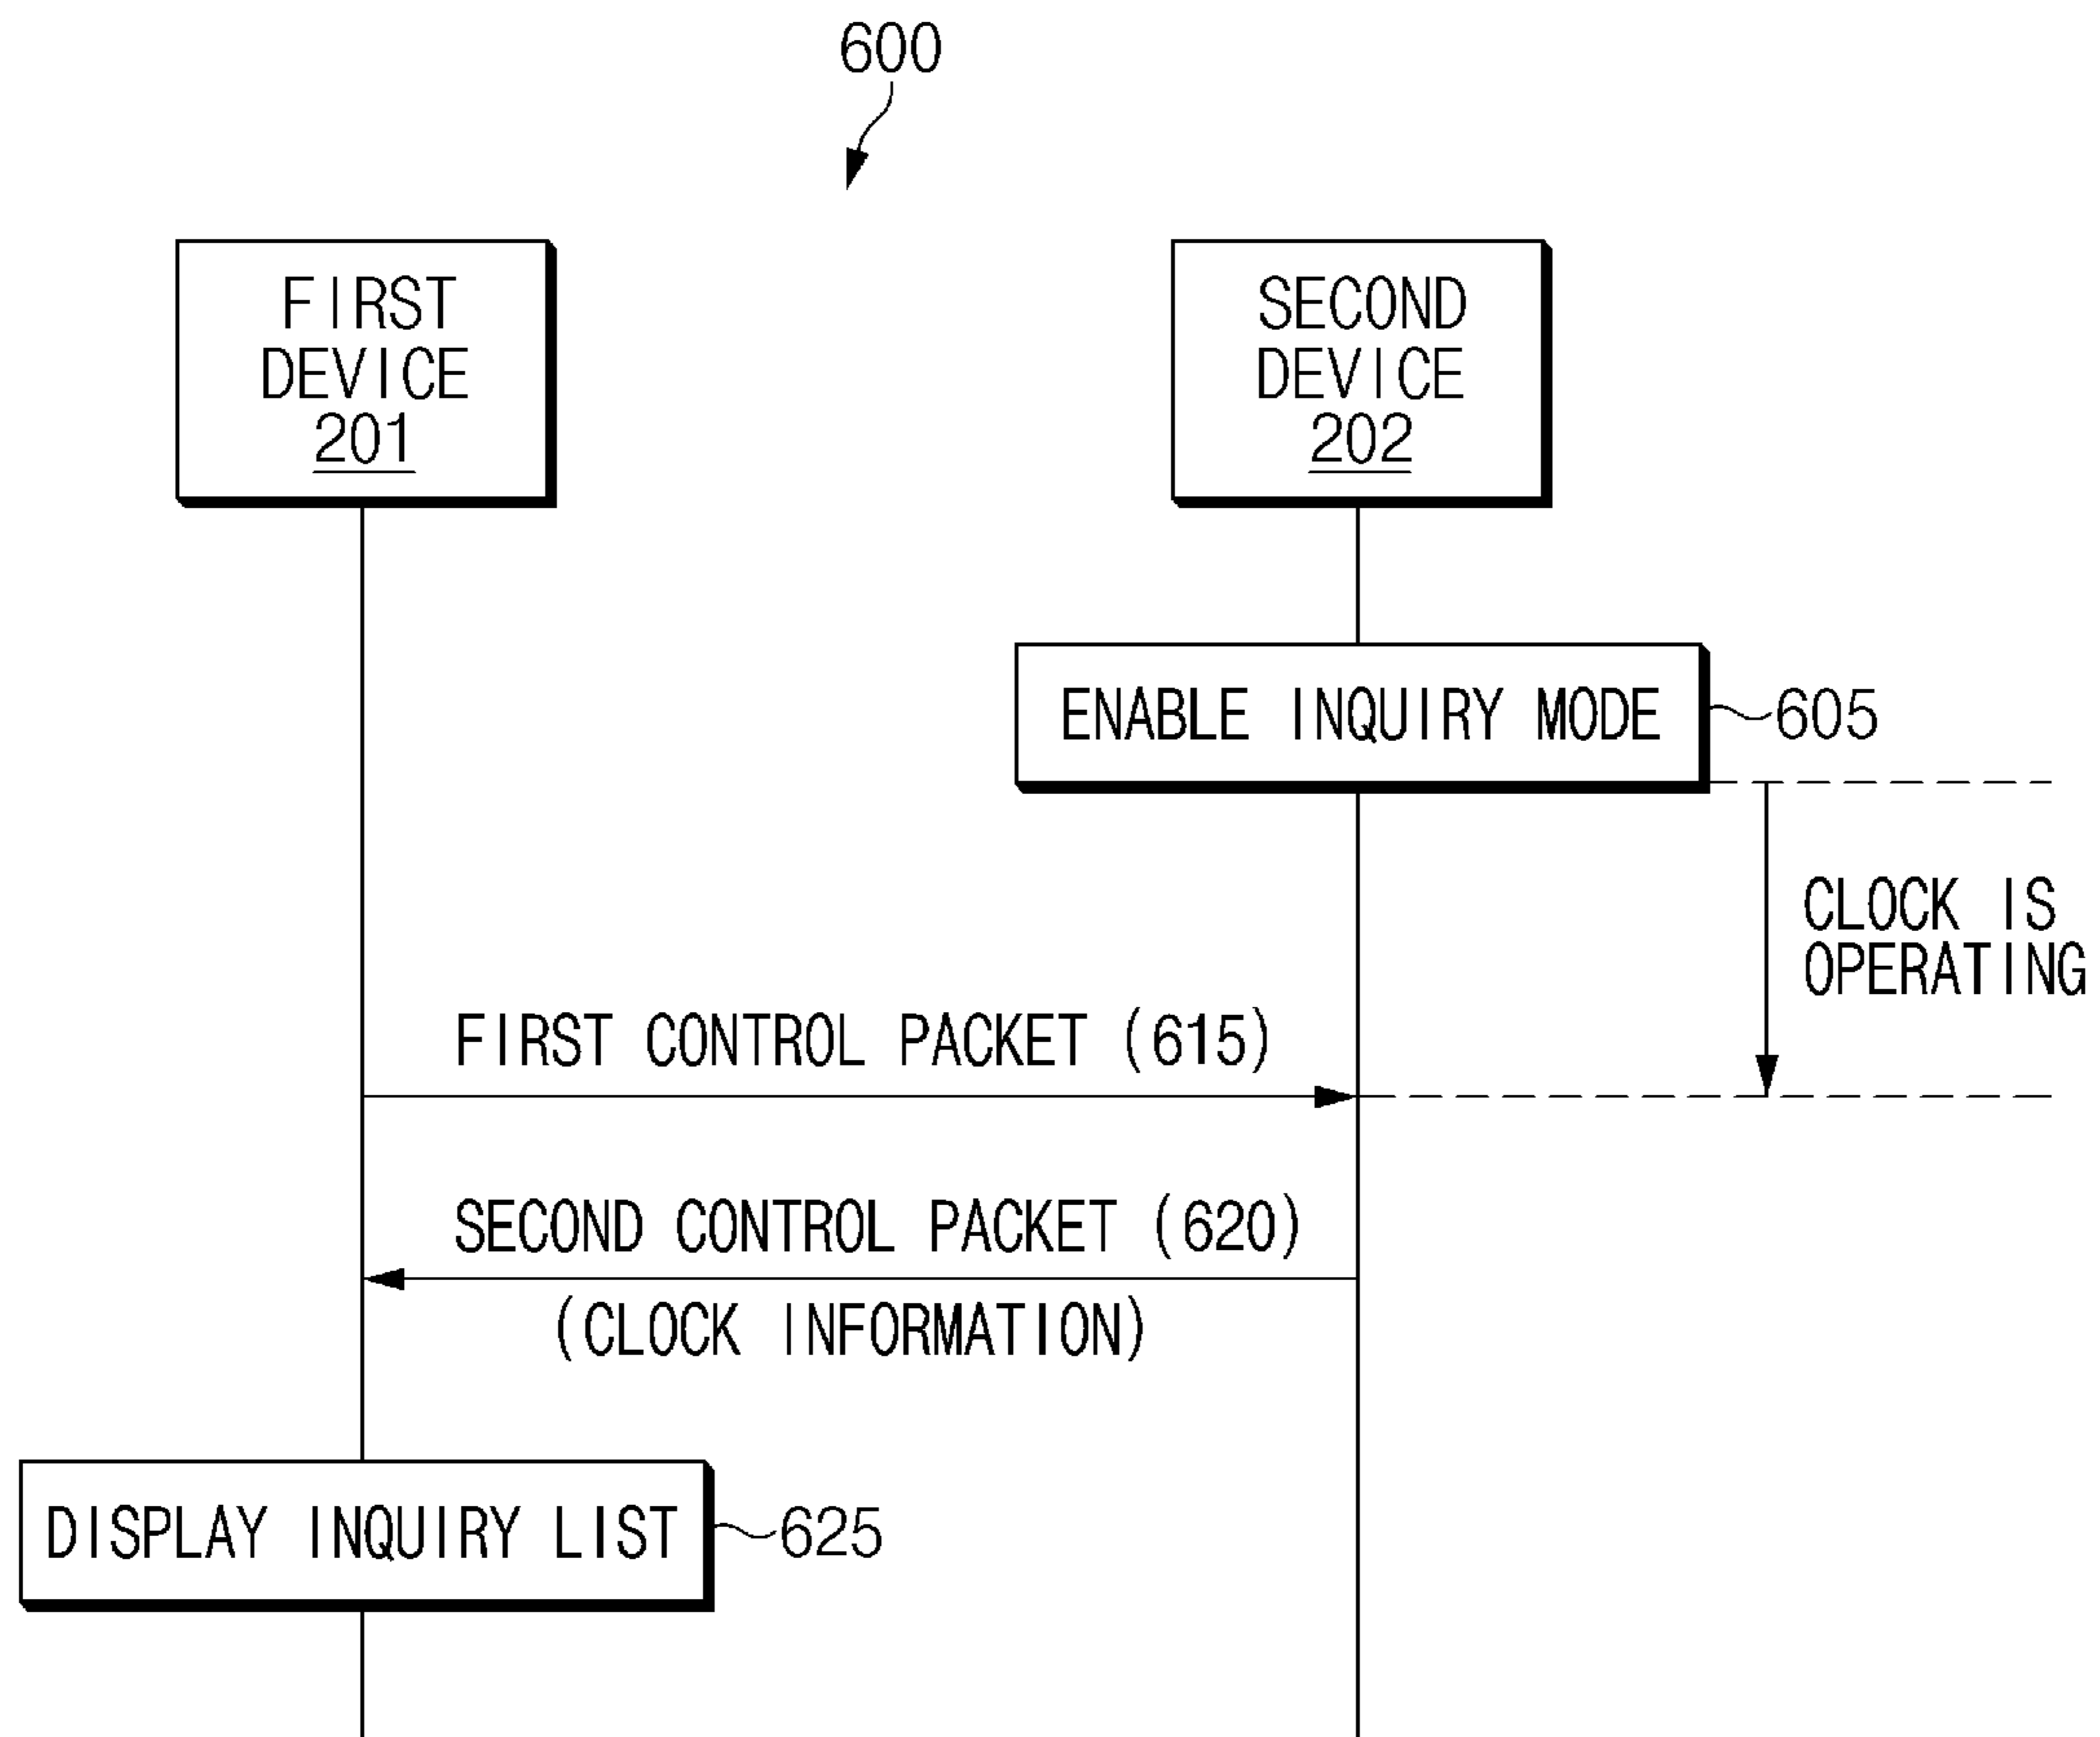 600
FIRST
DEVICE
201
SECOND
DEVICE
202
ENABLE INQUIRY MODE
605
CLOCK IS
OPERATING
FIRST CONTROL PACKET (615)
SECOND CONTROL PACKET (620)
(CLOCK INFORMATION)
DISPLAY INQUIRY LIST
625